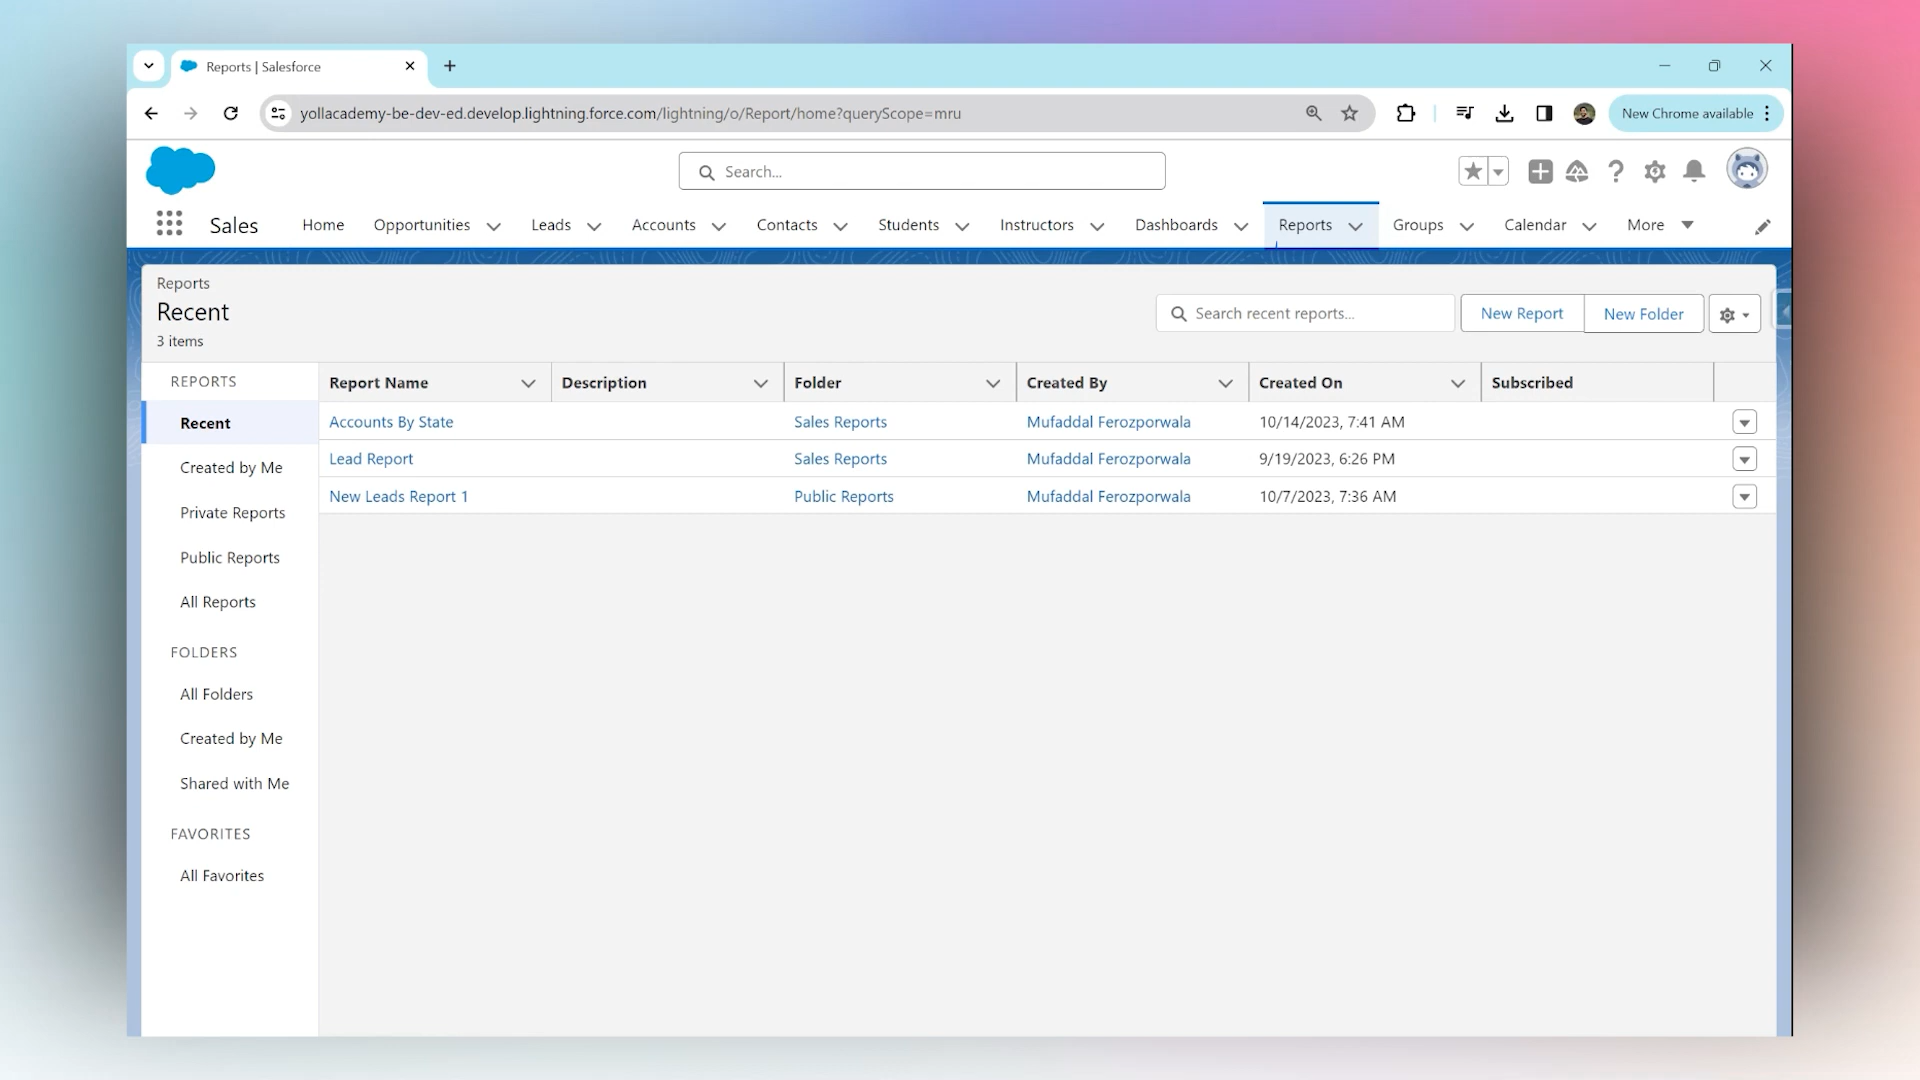 Reports | Salesforce
yollacademy-be-dev-ed.develop.lightning.force.com/lightning/o/Report/home?queryScope=mru
New Chrome available
Search...
Sales Home Opportunities Leads Accounts Contacts Students Instructors Dashboards Reports Groups Calendar More
Reports
Recent
3 items
Search recent reports...
New Report
New Folder
REPORTS
Recent
Created by Me
Private Reports
Public Reports
All Reports
FOLDERS
All Folders
Created by Me
Shared with Me
FAVORITES
All Favorites
Report Name Description Folder Created By Created On Subscribed
Accounts By State Sales Reports Mufaddal Ferozporwala 10/14/2023, 7:41 AM
Lead Report Sales Reports Mufaddal Ferozporwala 9/19/2023, 6:26 PM
New Leads Report 1 Public Reports Mufaddal Ferozporwala 10/7/2023, 7:36 AM